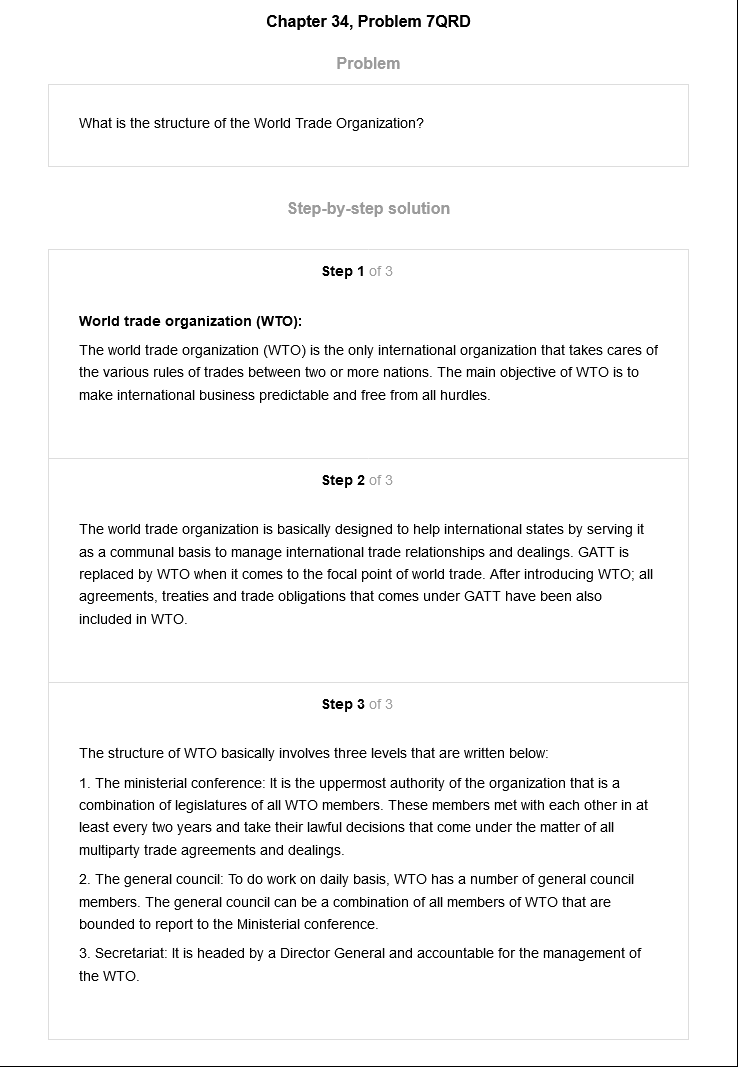 Chapter 34, Problem 7QRD
Problem
What is the structure of the World Trade Organization?
Step-by-step solution
Step 1 of 3
World trade organization (WTO):
The world trade organization (WTO) is the only international organization that takes cares of
the various rules of trades between two or more nations. The main objective of WTO is to
make international business predictable and free from all hurdles.
Step 2 of 3
The world trade organization is basically designed to help international states by serving it
as a communal basis to manage international trade relationships and dealings. GATT is
replaced by WTO when it comes to the focal point of world trade. After introducing WTO; all
agreements, treaties and trade obligations that comes under GATT have been also
included in WTO.
Step 3 of 3
The structure of WTO basically involves three levels that are written below:
1. The ministerial conference: It is the uppermost authority of the organization that is a
combination of legislatures of all WTO members. These members met with each other in at
least every two years and take their lawful decisions that come under the matter of all
multiparty trade agreements and dealings.
2. The general council: To do work on daily basis, WTO has a number of general council
members. The general council can be a combination of all members of WTO that are
bounded to report to the Ministerial conference.
3. Secretariat: It is headed by a Director General and accountable for the management of
the WTO.